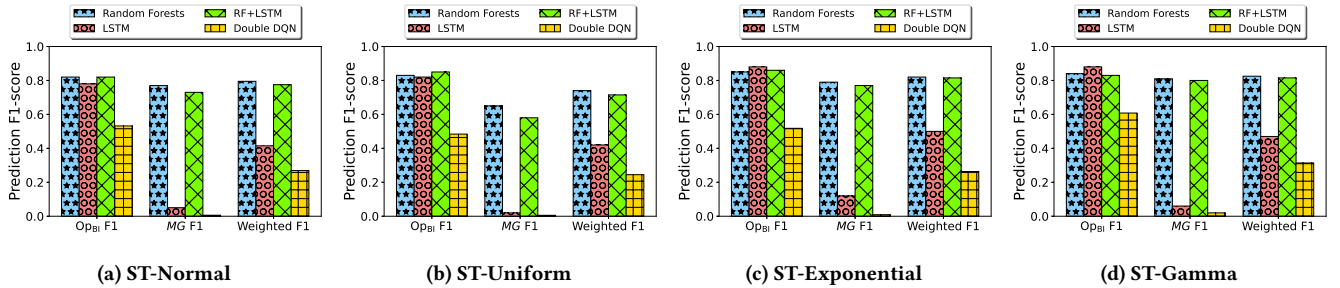 Random Forests RF+LSTM
LSTM Double DQN
Prediction F1-score
1.0
0.8
0.6
0.4
0.2
0.0
OpBI F1 MG F1 Weighted F1
(a) ST-Normal
Random Forests RF+LSTM
LSTM Double DQN
Prediction F1-score
1.0
0.8
0.6
0.4
0.2
0.0
OpBI F1 MG F1 Weighted F1
(b) ST-Uniform
Random Forests RF+LSTM
LSTM Double DQN
Prediction F1-score
1.0
0.8
0.6
0.4
0.2
0.0
OpBI F1 MG F1 Weighted F1
(c) ST-Exponential
Random Forests RF+LSTM
LSTM Double DQN
Prediction F1-score
1.0
0.8
0.6
0.4
0.2
0.0
OpBI F1 MG F1 Weighted F1
(d) ST-Gamma